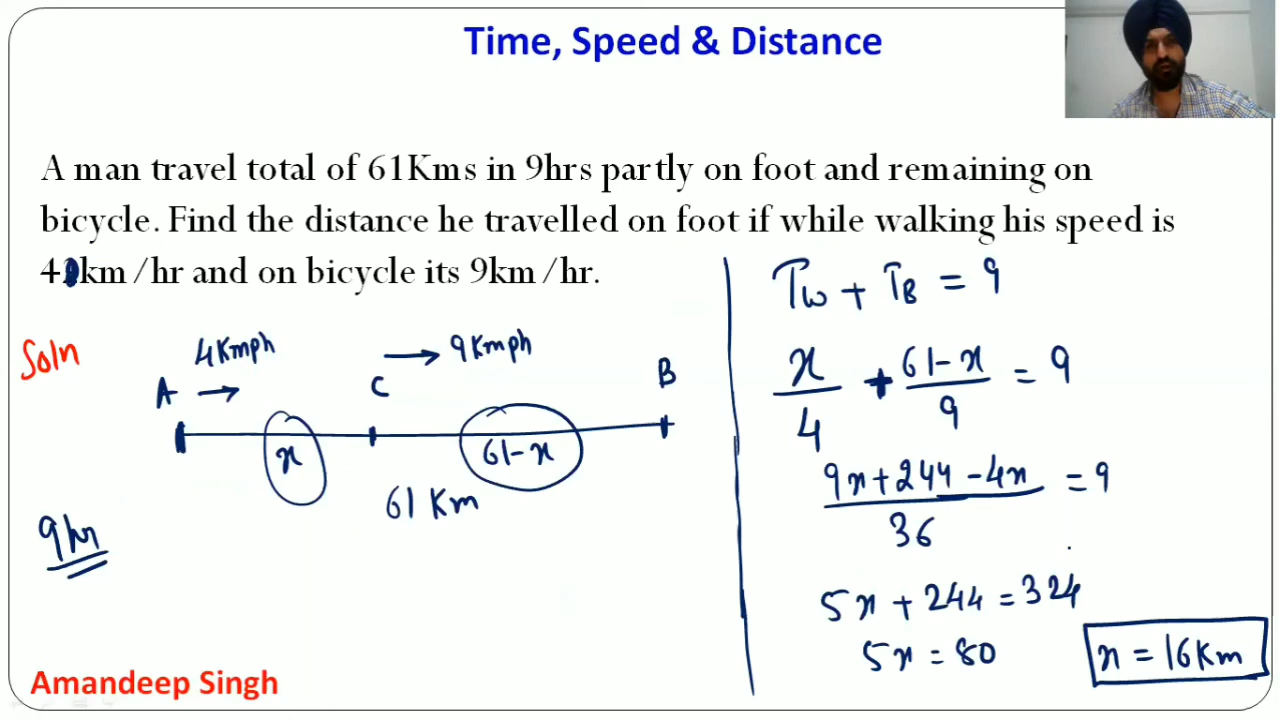 Time, Speed & Distance
A man travel total of 61Kms in 9hrs partly on foot and remaining on
bicycle. Find the distance he travelled on foot if while walking his speed is
4 km/hr and on bicycle its 9km/hr.
Soln
4Kmph
9Kmph
A
C
B
x
61-x
61 Km
9hr
Tw + TB = 9
x/4 + 61-x/9 = 9
9x+244-4x/36 = 9
5x + 244 = 324
5x = 80
x = 16Km
Amandeep Singh